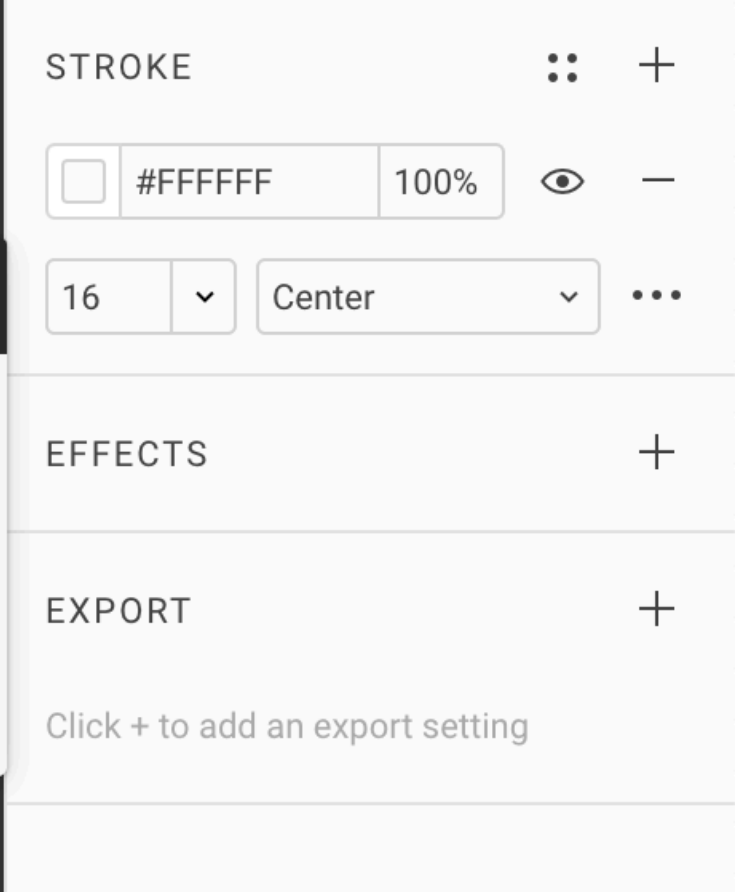 STROKE
#FFFFFF 100%
16 Center
EFFECTS
EXPORT
Click + to add an export setting